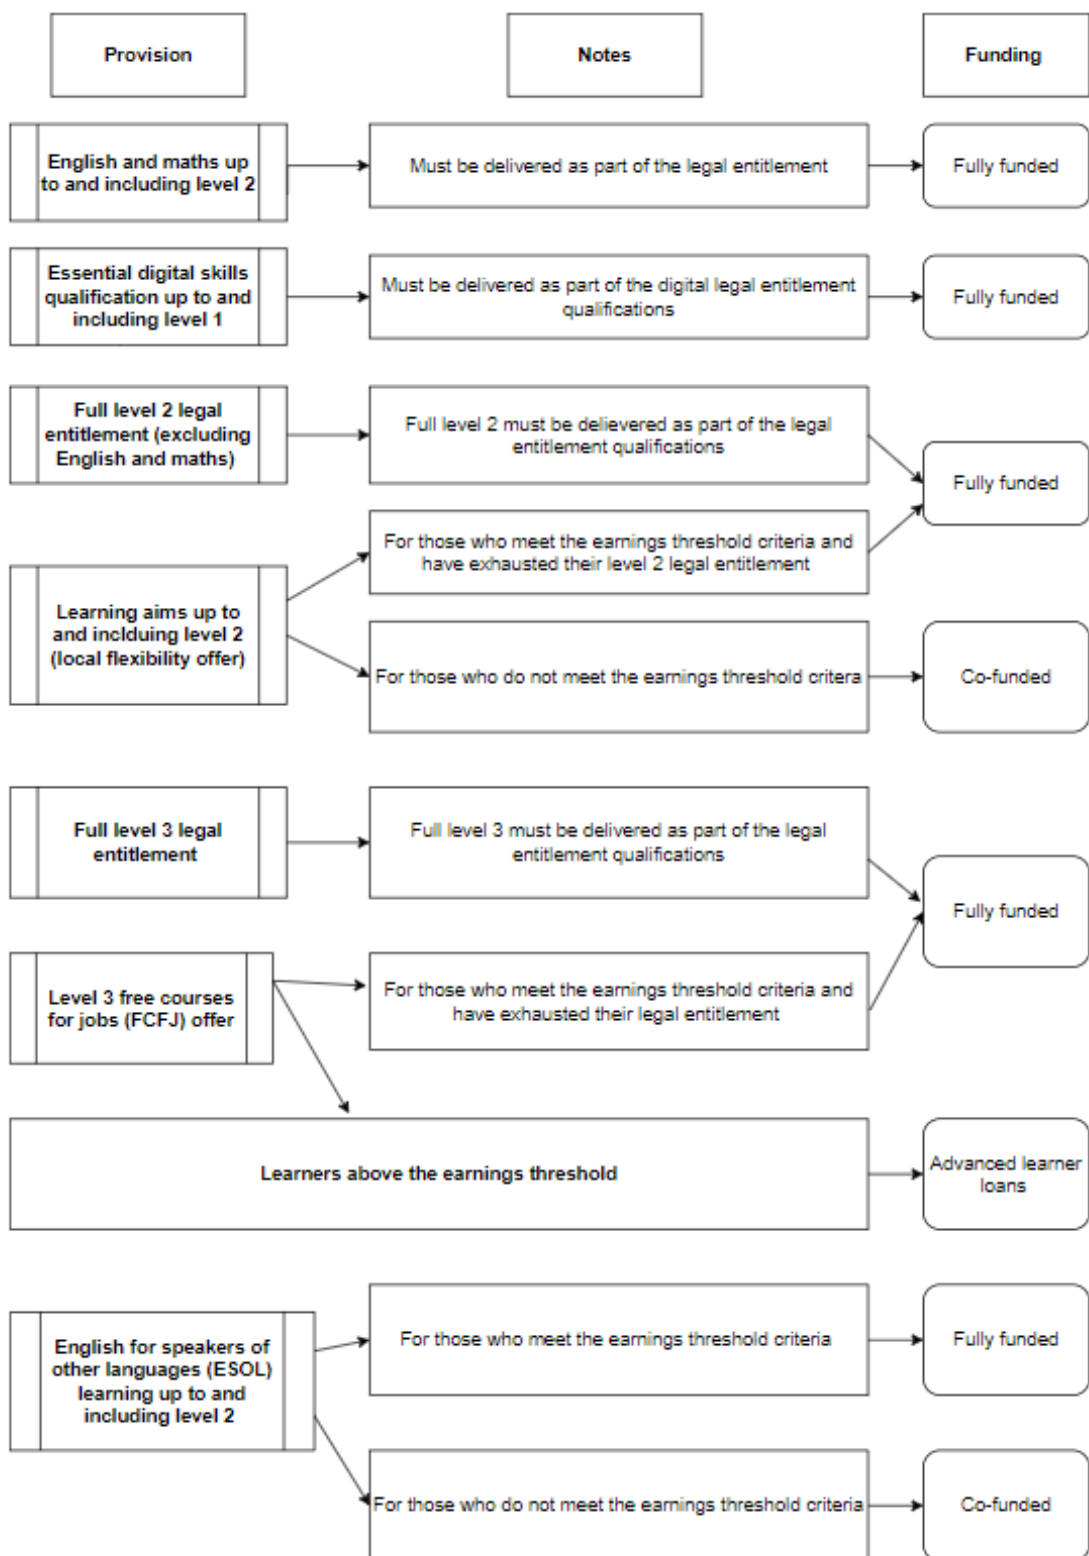 Provision
Notes
Funding
English and maths up
to and including level 2
Must be delivered as part of the legal entitlement
Fully funded
Essential digital skills
qualification up to and
including level 1
Must be delivered as part of the digital legal entitlement
qualifications
Fully funded
Full level 2 legal
entitlement (excluding
English and maths)
Full level 2 must be delievered as part of the legal
entitlement qualifications
Fully funded
Learning aims up to
and inclduing level 2
(local flexibility offer)
For those who meet the earnings threshold criteria and
have exhausted their level 2 legal entitlement
For those who do not meet the earnings threshold critera
Co-funded
Full level 3 legal
entitlement
Full level 3 must be delivered as part of the legal
entitlement qualifications
Fully funded
Level 3 free courses
for jobs (FCFJ) offer
For those who meet the earnings threshold criteria and
have exhausted their legal entitlement
Learners above the earnings threshold
Advanced learner
loans
English for speakers of
other languages (ESOL)
learning up to and
including level 2
For those who meet the earnings threshold criteria
Fully funded
For those who do not meet the earnings threshold criteria
Co-funded